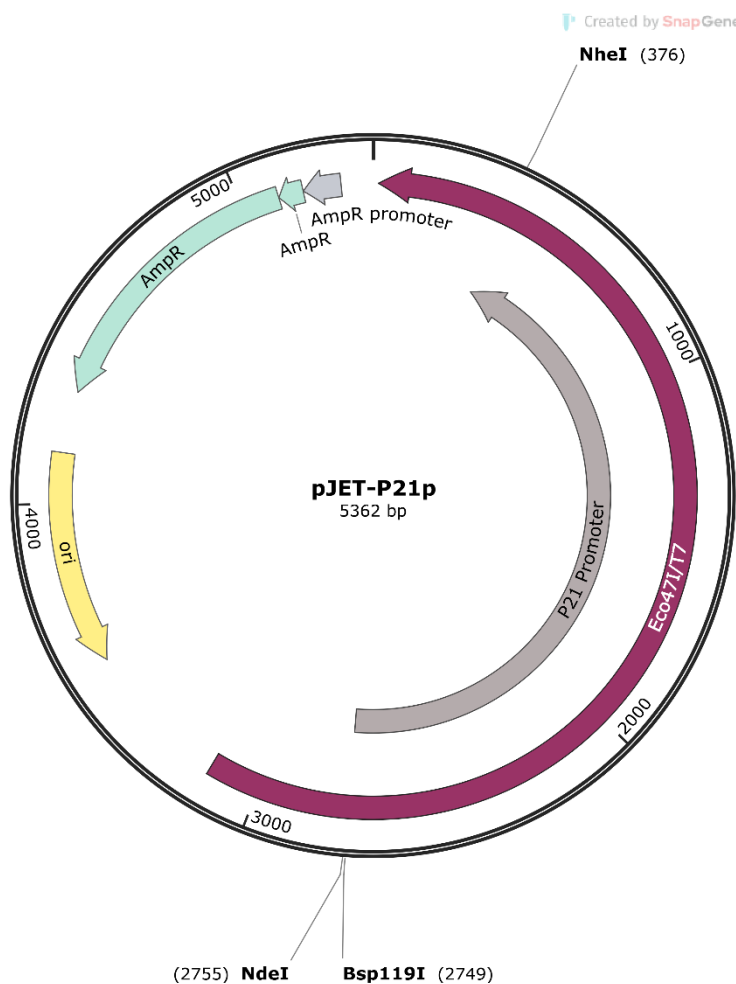 Created by SnapGene
NheI (376)
5000
AmpR promoter
AmpR
AmpR
1000
pJET-P21p
5362 bp
4000
ori
P21 Promoter
Eco47I/T7
2000
3000
(2755) NdeI
Bsp119I (2749)